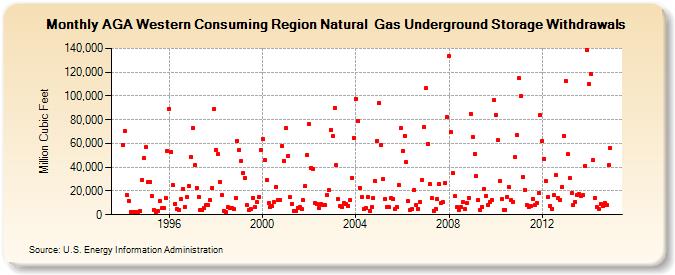 Monthly AGA Western Consuming Region Natural Gas Underground Storage Withdrawals
Million Cubic Feet
140,000
120,000
100,000
80,000
60,000
40,000
20,000
0
1996 2000 2004 2008 2012
Source: U.S. Energy Information Administration